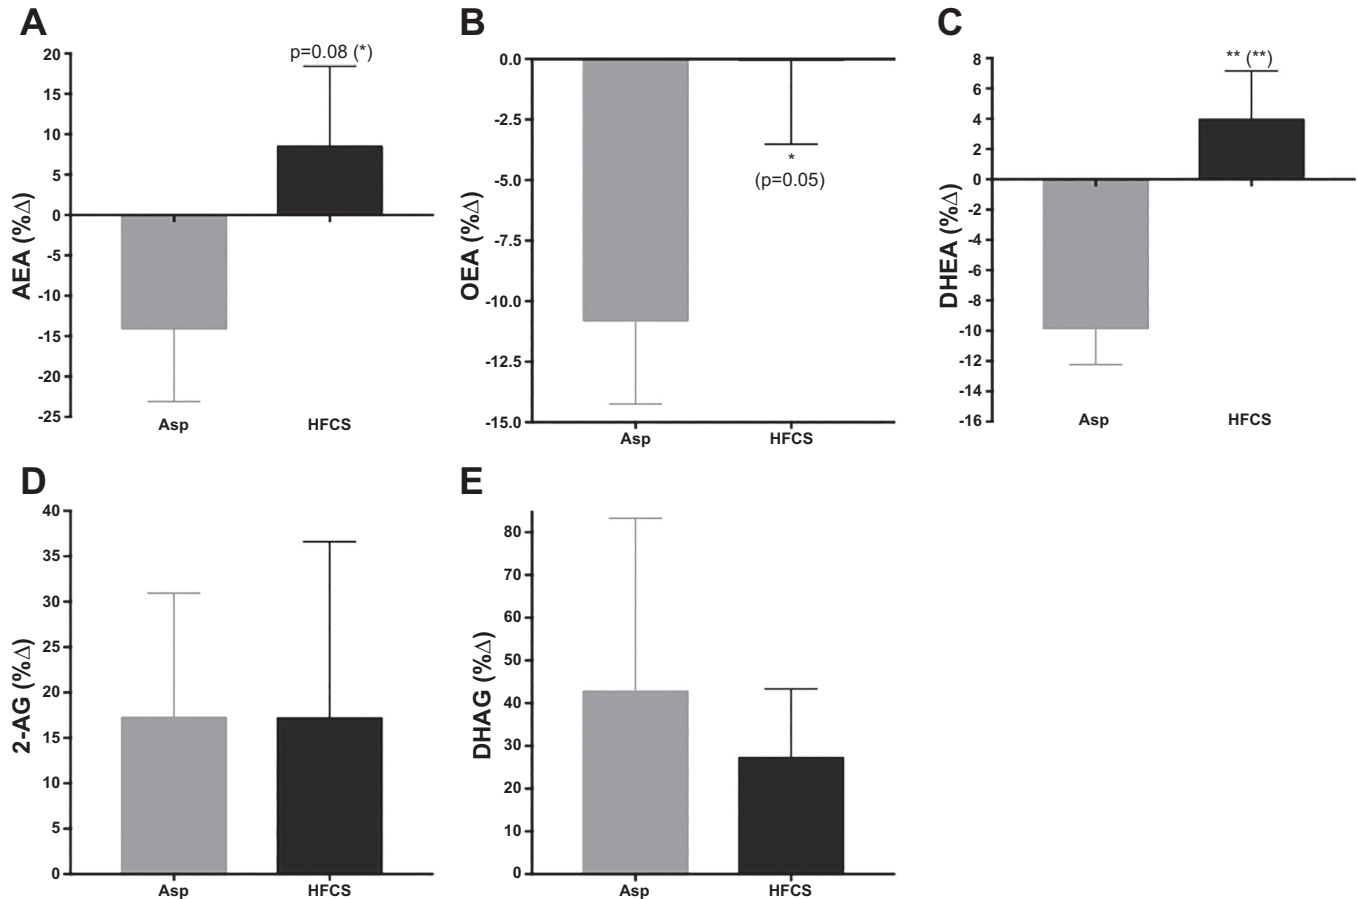 A
AEA (%Δ)
20
15
10
5
0
-5
-10
-15
-20
-25
p=0.08 (*)
Asp
HFCS
B
OEA (%Δ)
0.0
-2.5
-5.0
-7.5
-10.0
-12.5
-15.0
*
(p=0.05)
Asp
HFCS
C
DHEA (%Δ)
8
6
4
2
0
-2
-4
-6
-8
-10
-12
-14
-16
** (**)
Asp
HFCS
D
2-AG (%Δ)
40
35
30
25
20
15
10
5
0
Asp
HFCS
E
DHAG (%Δ)
80
70
60
50
40
30
20
10
0
Asp
HFCS